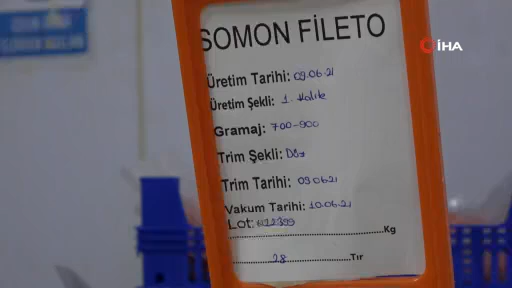 İHA
SOMON FİLETO
Üretim Tarihi: 09.06.21
Üretim Şekli: 1. Kalite
Gramaj: 700-900
Trim Şekli: Düz
Trim Tarihi: 09.06.21
Vakum Tarihi: 10.06.21
Lot:
Kg
28 Tır